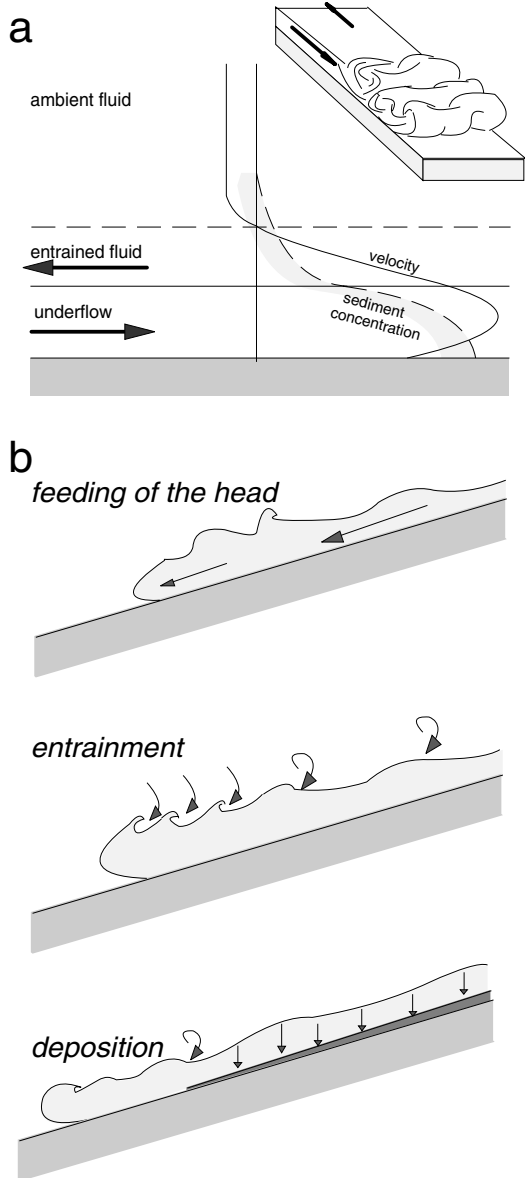 a
ambient fluid
entrained fluid
velocity
underflow
sediment
concentration
b
feeding of the head
entrainment
deposition